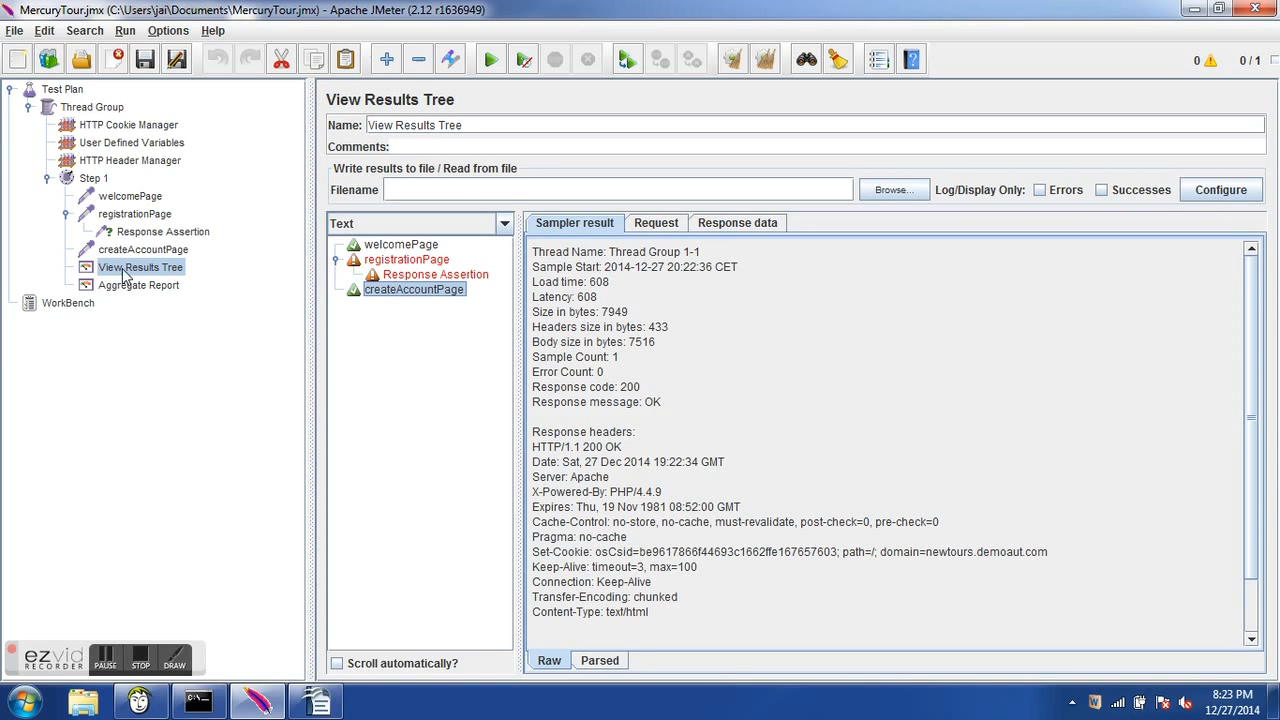 MercuryTour.jmx (C:\Users\jai\Documents\MercuryTour.jmx) - Apache JMeter (2.12 r1636949)
File Edit Search Run Options Help
0 0 / 1
Test Plan
Thread Group
HTTP Cookie Manager
User Defined Variables
HTTP Header Manager
Step 1
welcomePage
registrationPage
Response Assertion
createAccountPage
View Results Tree
Aggregate Report
WorkBench
View Results Tree
Name: View Results Tree
Comments:
Write results to file / Read from file
Filename Browse... Log/Display Only: Errors Successes Configure
Text
welcomePage
registrationPage
Response Assertion
createAccountPage
Scroll automatically?
Sampler result Request Response data
Thread Name: Thread Group 1-1
Sample Start: 2014-12-27 20:22:36 CET
Load time: 608
Latency: 608
Size in bytes: 7949
Headers size in bytes: 433
Body size in bytes: 7516
Sample Count: 1
Error Count: 0
Response code: 200
Response message: OK
Response headers:
HTTP/1.1 200 OK
Date: Sat, 27 Dec 2014 19:22:34 GMT
Server: Apache
X-Powered-By: PHP/4.4.9
Expires: Thu, 19 Nov 1981 08:52:00 GMT
Cache-Control: no-store, no-cache, must-revalidate, post-check=0, pre-check=0
Pragma: no-cache
Set-Cookie: osCsid=be9617866f44693c1662ffe167657603; path=/; domain=newtours.demoaut.com
Keep-Alive: timeout=3, max=100
Connection: Keep-Alive
Transfer-Encoding: chunked
Content-Type: text/html
Raw Parsed
ezvid
RECORDER
PAUSE STOP DRAW
8:23 PM
12/27/2014